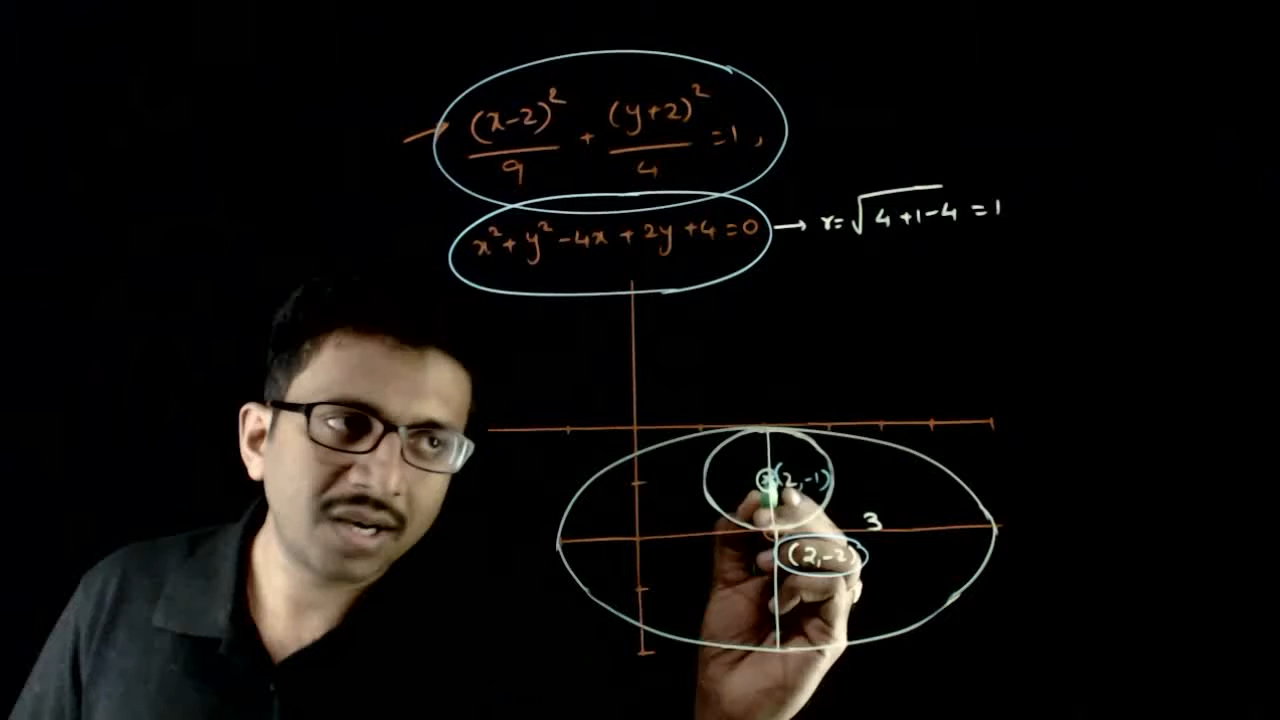 (x-2)²/9 + (y+2)²/4 = 1,
x² + y² - 4x + 2y + 4 = 0 → r = √(4+1-4) = 1
(2,-1)
3
(2,-2)